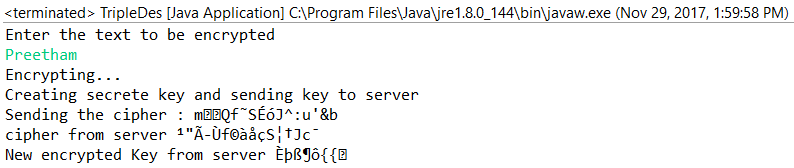 <terminated> TripleDes [Java Application] C:\Program Files\Java\jre1.8.0_144\bin\javaw.exe (Nov 29, 2017, 1:59:58 PM)
Enter the text to be encrypted
Preetham
Encrypting...
Creating secrete key and sending key to server
Sending the cipher : m Qf˜SÉóJ^:u'&b
cipher from server ¹"Ã-Ùf©àåçS¦†Jc¯
New encrypted Key from server Èþß¶ô{{